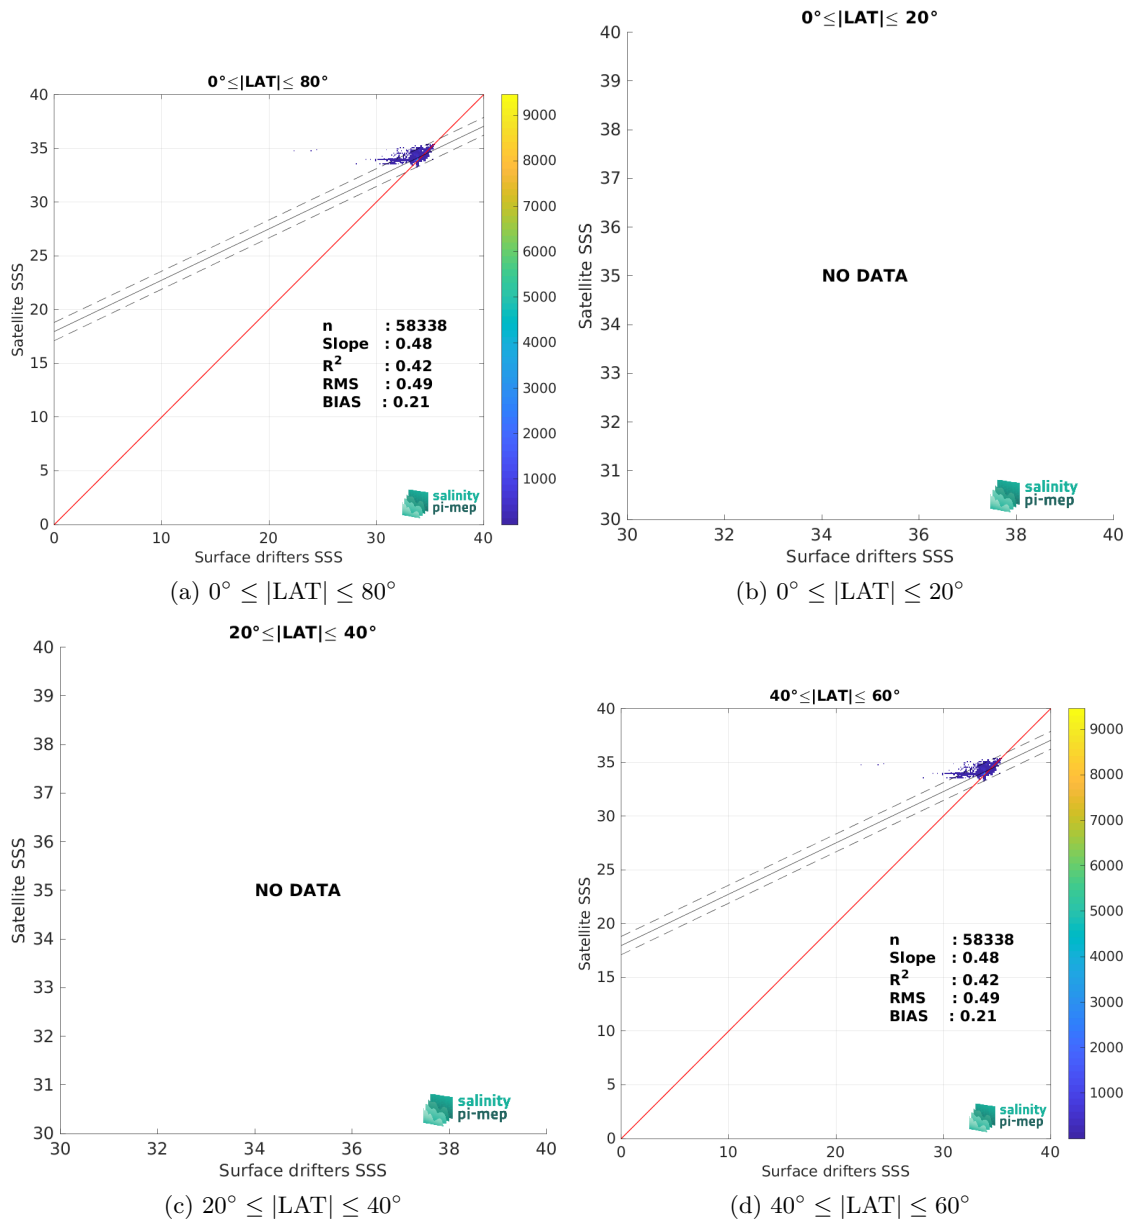 0°≤|LAT|≤ 80°
Satellite SSS
40
35
30
25
20
15
10
5
0
n : 58338
Slope : 0.48
R² : 0.42
RMS : 0.49
BIAS : 0.21
salinity
pi-mep
0 10 20 30 40
Surface drifters SSS
9000
8000
7000
6000
5000
4000
3000
2000
1000
(a) 0° ≤ |LAT| ≤ 80°
0°≤|LAT|≤ 20°
Satellite SSS
40
39
38
37
36
35
34
33
32
31
30
NO DATA
salinity
pi-mep
30 32 34 36 38 40
Surface drifters SSS
(b) 0° ≤ |LAT| ≤ 20°
20°≤|LAT|≤ 40°
Satellite SSS
40
39
38
37
36
35
34
33
32
31
30
NO DATA
salinity
pi-mep
30 32 34 36 38 40
Surface drifters SSS
(c) 20° ≤ |LAT| ≤ 40°
40°≤|LAT|≤ 60°
Satellite SSS
40
35
30
25
20
15
10
5
0
n : 58338
Slope : 0.48
R² : 0.42
RMS : 0.49
BIAS : 0.21
salinity
pi-mep
0 10 20 30 40
Surface drifters SSS
9000
8000
7000
6000
5000
4000
3000
2000
1000
(d) 40° ≤ |LAT| ≤ 60°